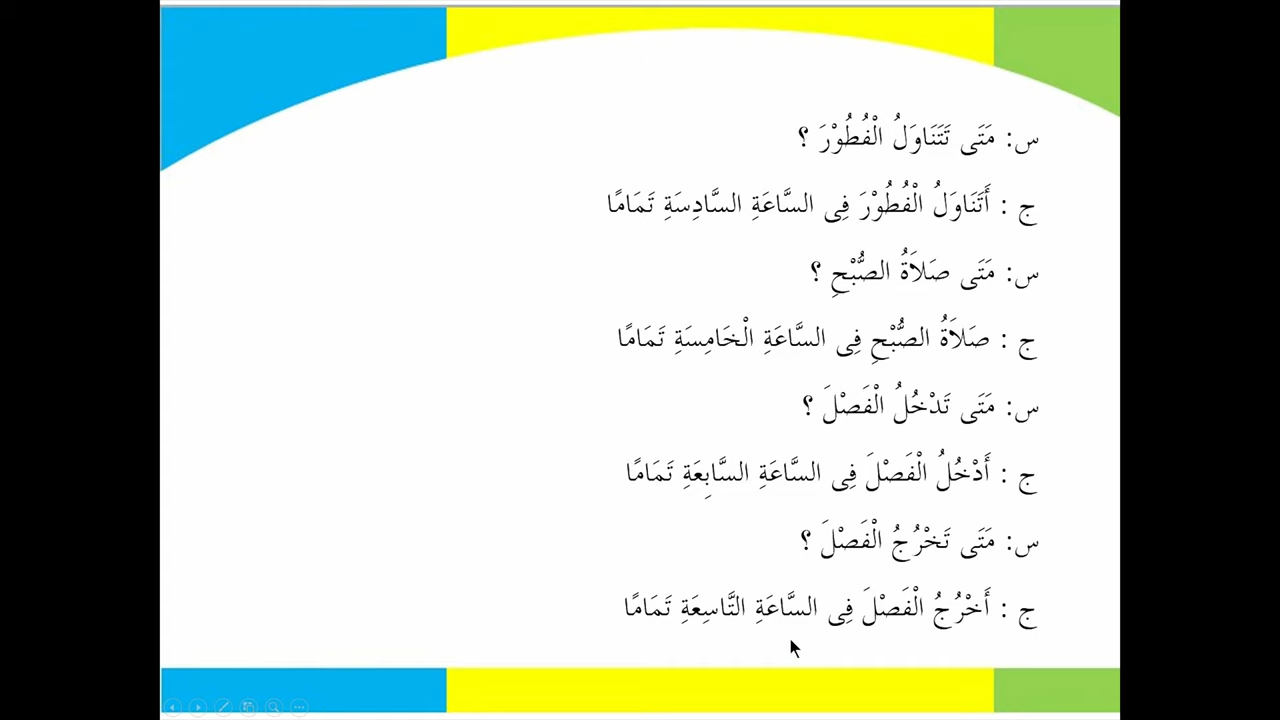 س: مَتَى تَتَنَاوَلُ الْفُطُوْرَ ؟
ج : أَتَنَاوَلُ الْفُطُوْرَ فِى السَّاعَةِ السَّادِسَةِ تَمَامًا
س: مَتَى صَلاَةُ الصُّبْحِ ؟
ج : صَلاَةُ الصُّبْحِ فِى السَّاعَةِ الْخَامِسَةِ تَمَامًا
س: مَتَى تَدْخُلُ الْفَصْلَ ؟
ج : أَدْخُلُ الْفَصْلَ فِى السَّاعَةِ السَّابِعَةِ تَمَامًا
س: مَتَى تَخْرُجُ الْفَصْلَ ؟
ج : أَخْرُجُ الْفَصْلَ فِى السَّاعَةِ التَّاسِعَةِ تَمَامًا